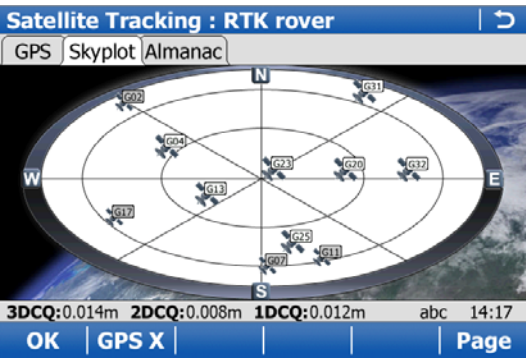 Satellite Tracking : RTK rover
GPS Skyplot Almanac
N
G31
G02
G04
G23 G20 G32
W E
G13
G17
G25
G11
G07
S
3DCQ:0.014m 2DCQ:0.008m 1DCQ:0.012m abc 14:17
OK GPS X Page